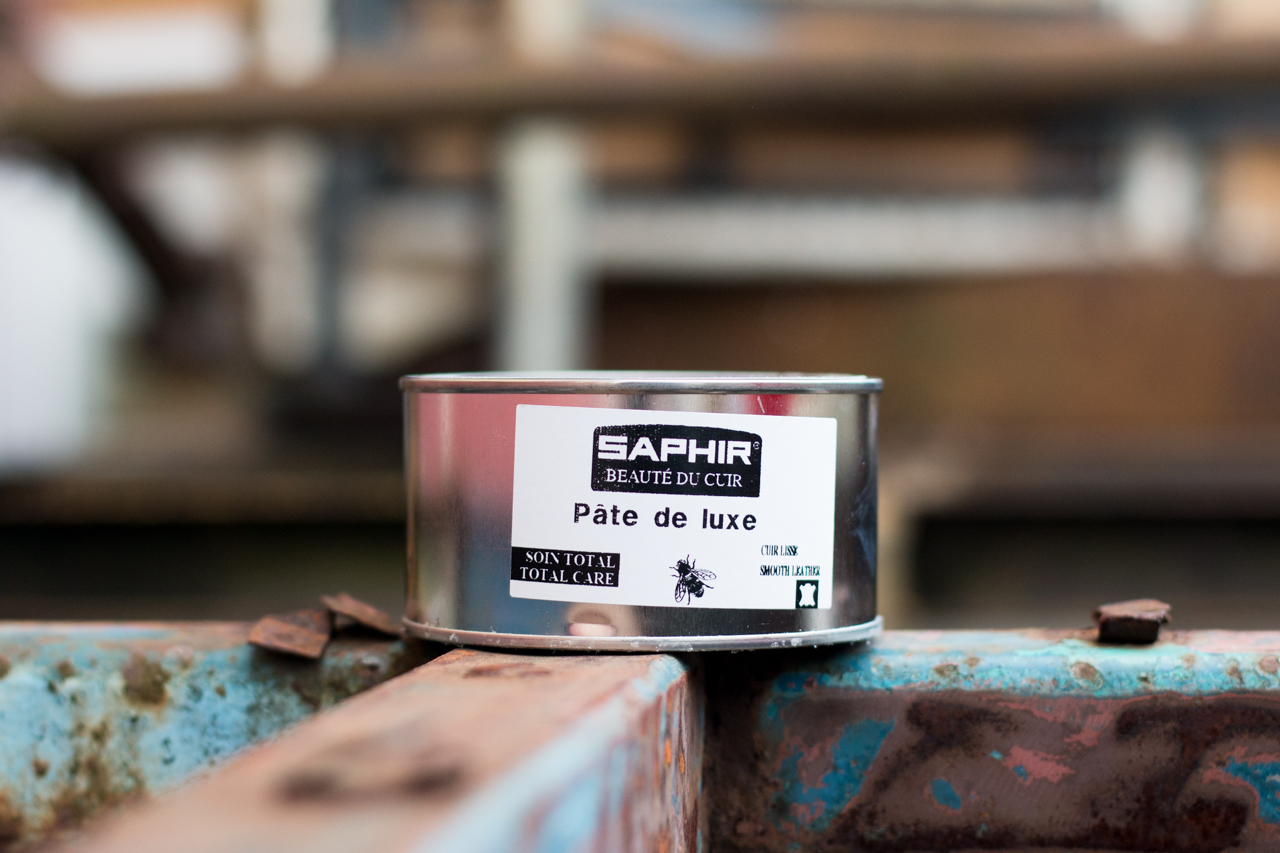 SAPHIR
BEAUTÉ DU CUIR
Pâte de luxe
SOIN TOTAL
TOTAL CARE
CUIR LISSE
SMOOTH LEATHER